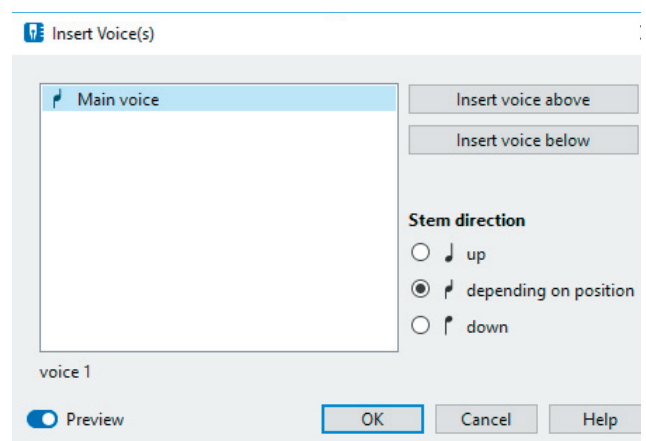 Insert Voice(s)
Main voice
Insert voice above
Insert voice below
Stem direction
up
depending on position
down
voice 1
Preview
OK
Cancel
Help